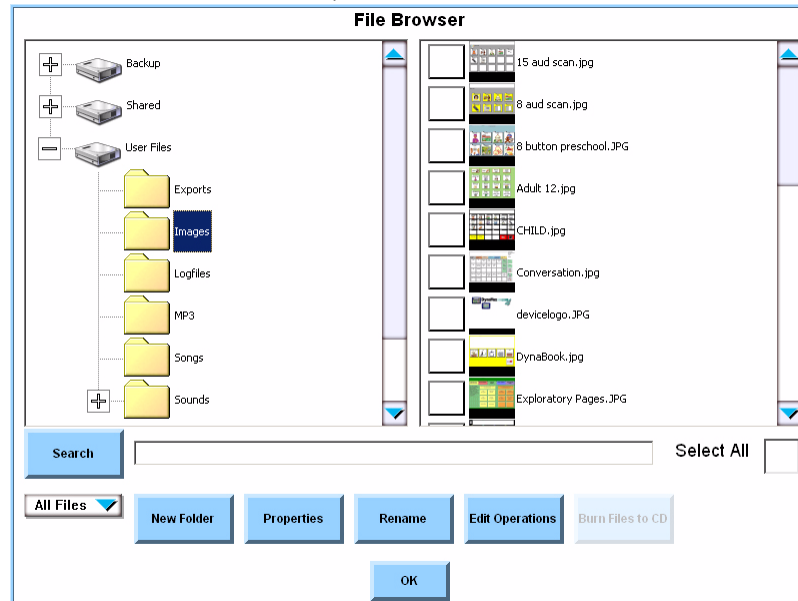 File Browser
Backup
Shared
User Files
Exports
Images
Logfiles
MP3
Songs
Sounds
15 aud scan.jpg
8 aud scan.jpg
8 button preschool.JPG
Adult 12.jpg
CHILD.jpg
Conversation.jpg
devicelogo.JPG
DynaBook.jpg
Exploratory Pages.JPG
Search
Select All
All Files
New Folder
Properties
Rename
Edit Operations
Burn Files to CD
OK